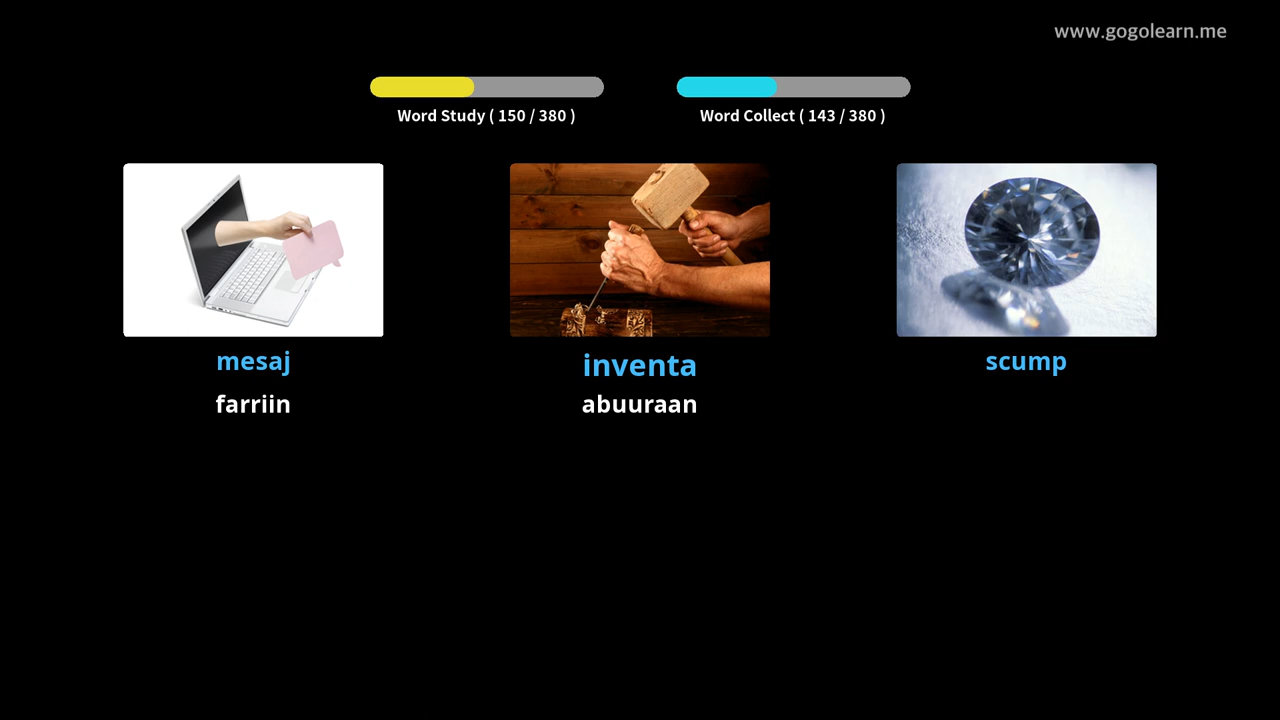 www.gogolearn.me
Word Study ( 150 / 380 )
Word Collect ( 143 / 380 )
mesaj
inventa
scump
farriin
abuuraan